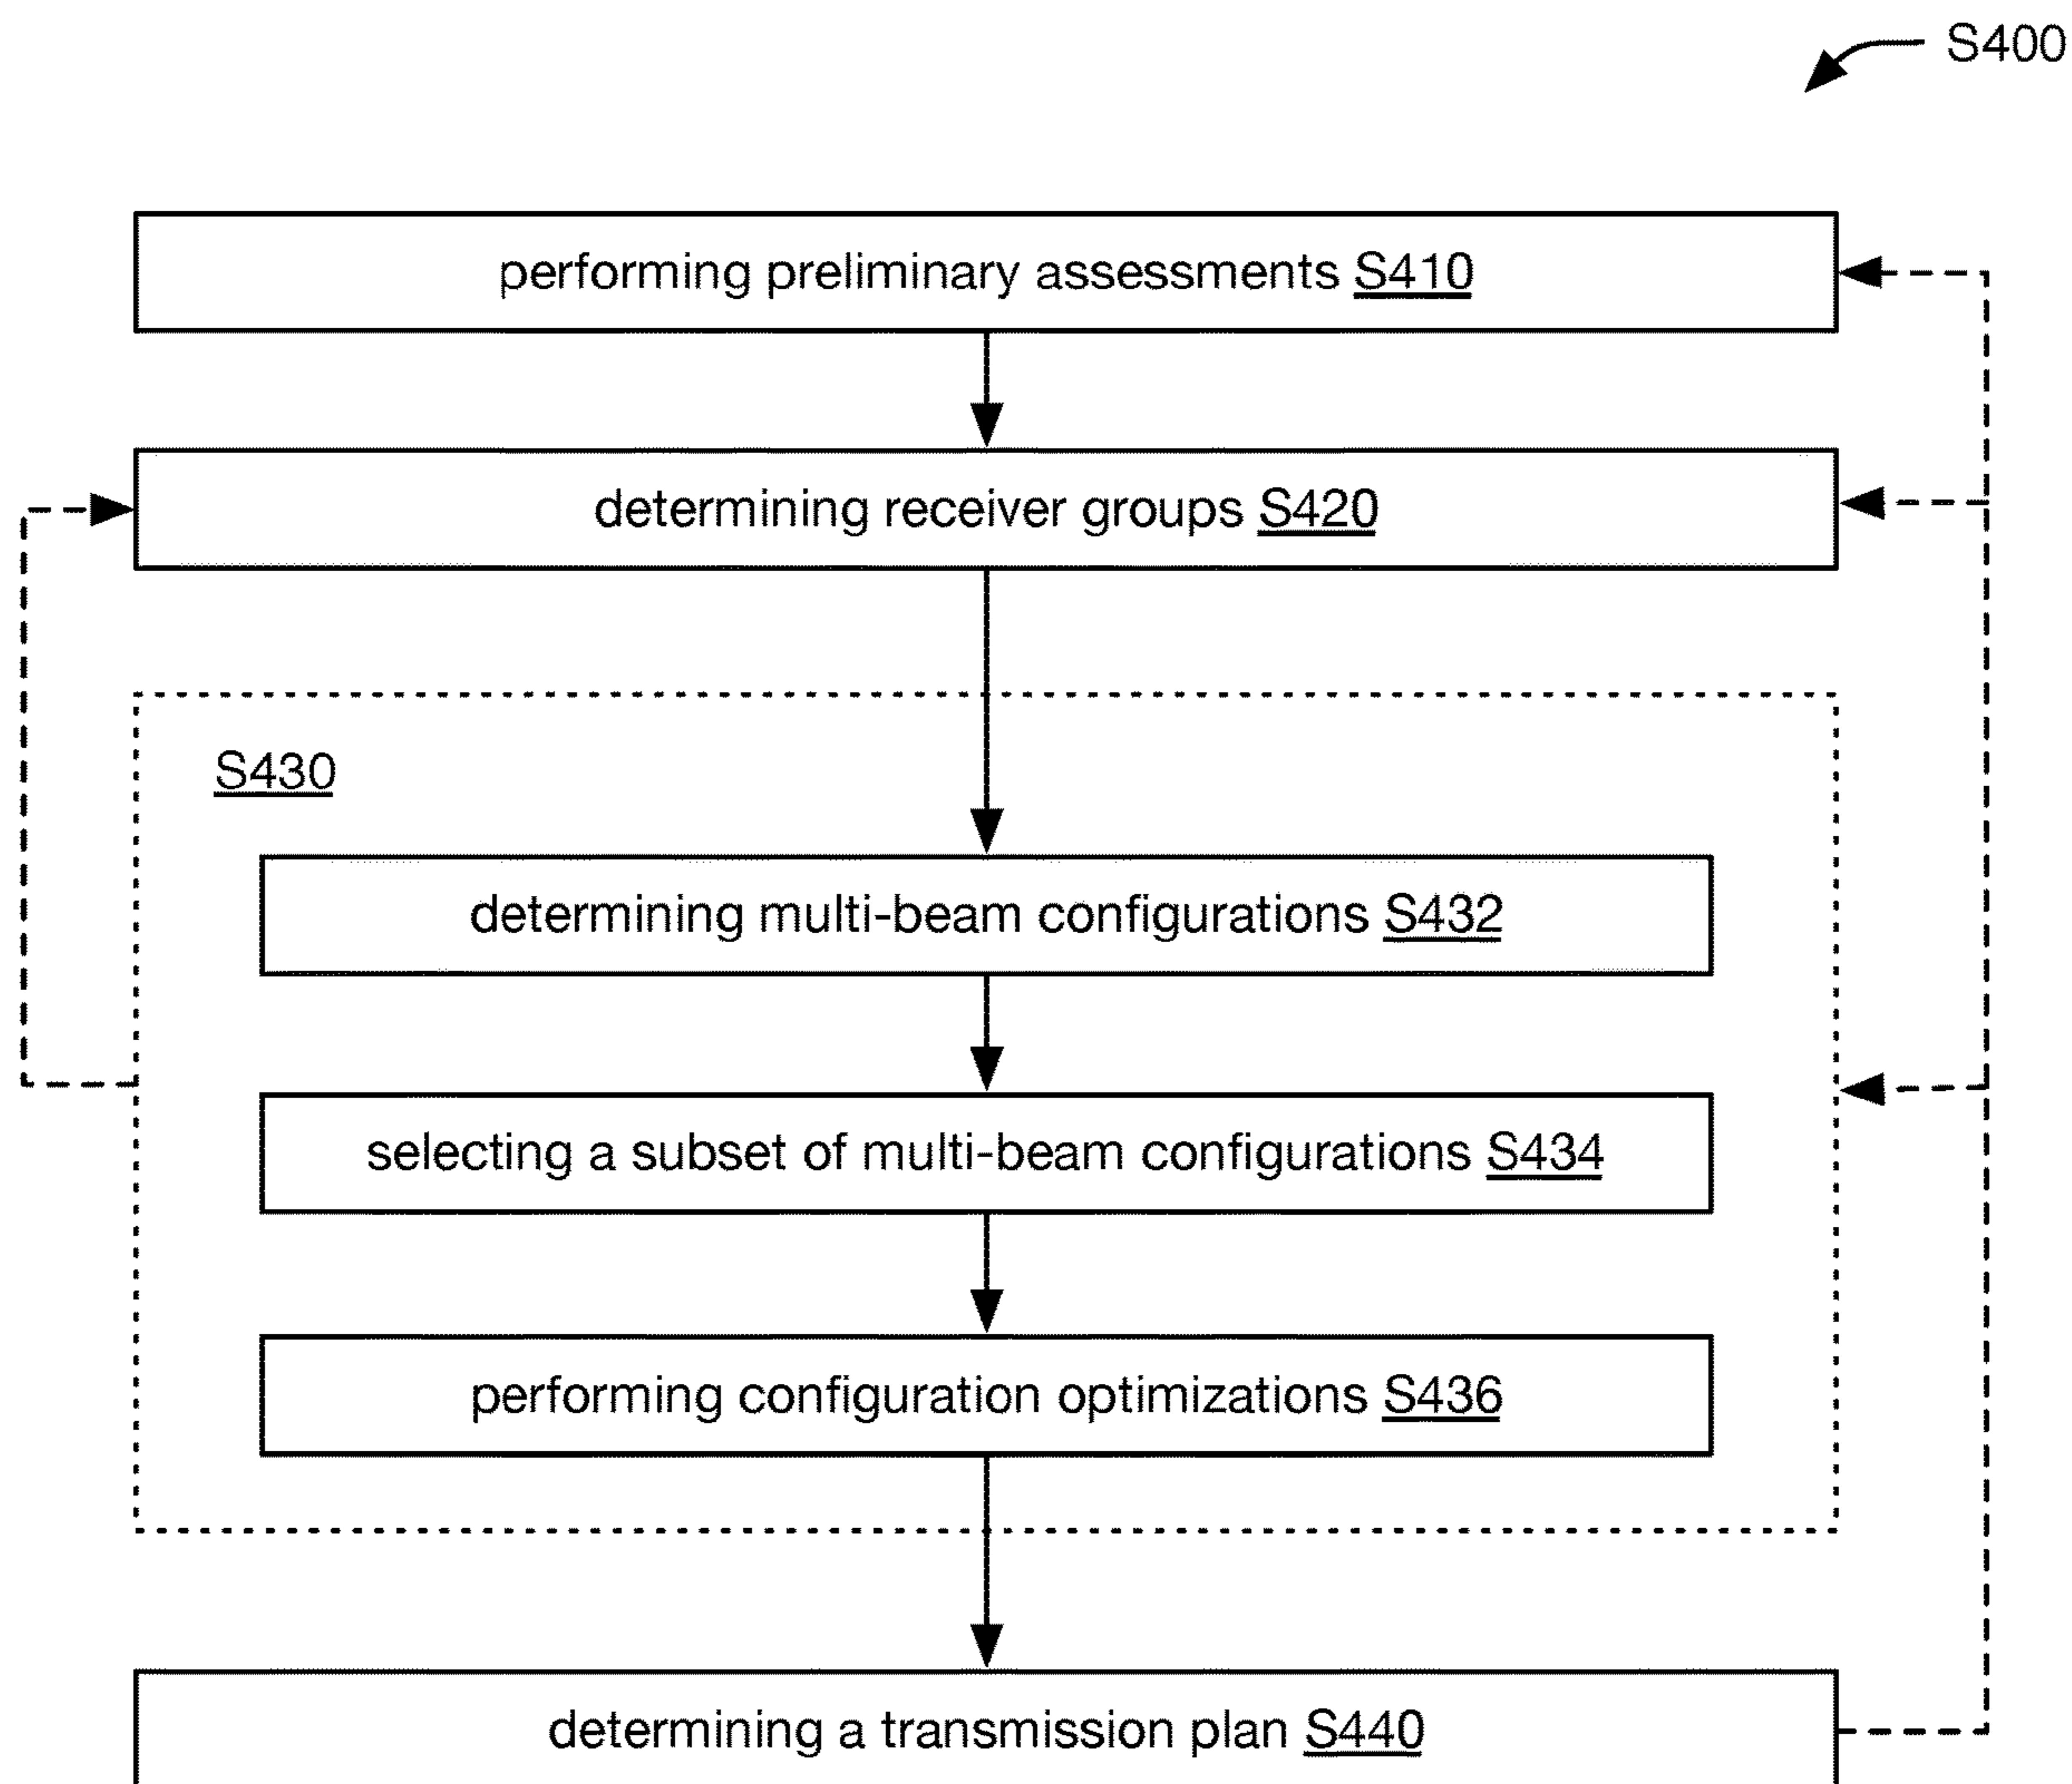 S400
performing preliminary assessments S410
determining receiver groups S420
S430
determining multi-beam configurations S432
selecting a subset of multi-beam configurations S434
performing configuration optimizations S436
determining a transmission plan S440